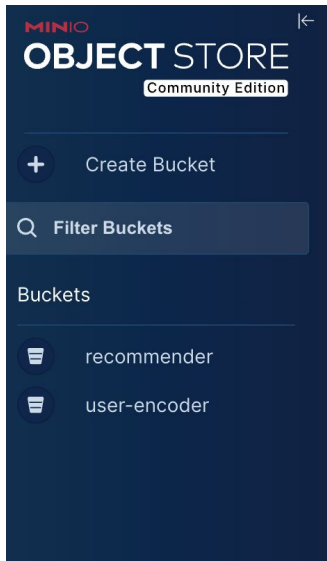 MINIO
OBJECT STORE
Community Edition
Create Bucket
Filter Buckets
Buckets
recommender
user-encoder